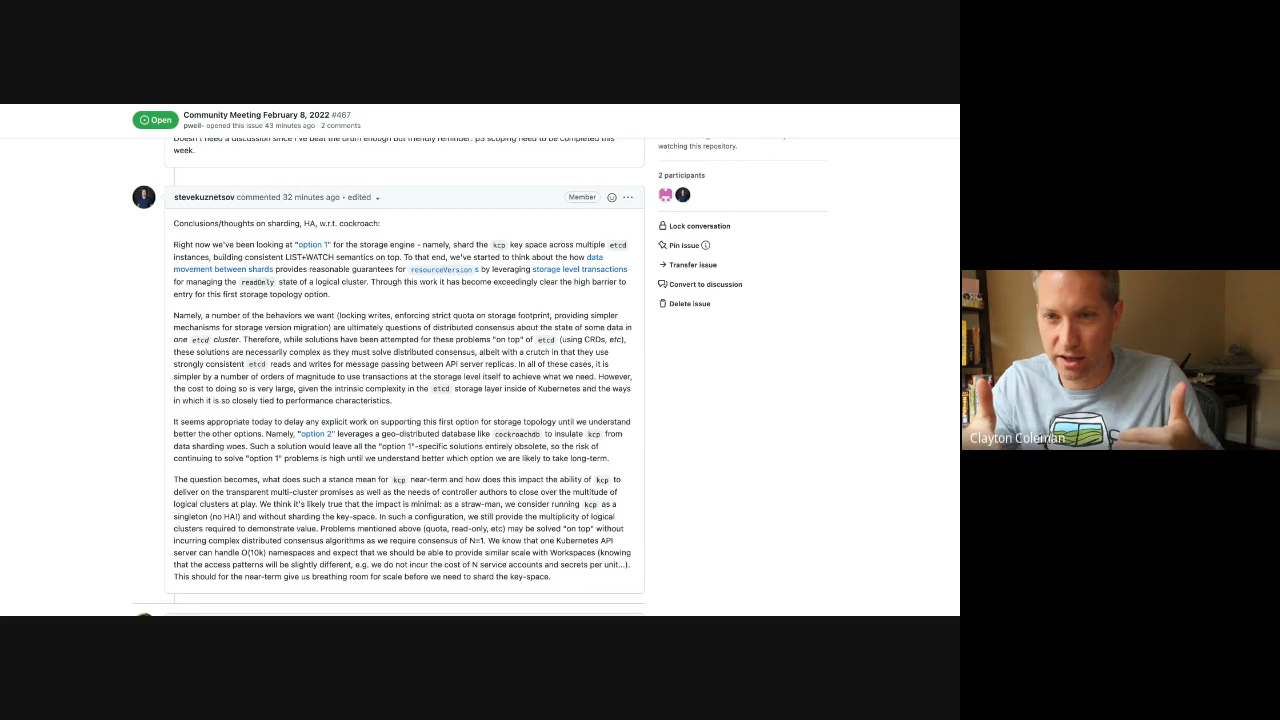 Open
Community Meeting February 8, 2022 #467
pweil- opened this issue 43 minutes ago · 2 comments
Doesn't need a discussion since I've beat the drum enough but friendly reminder: p3 scoping need to be completed this
week.
watching this repository.
2 participants
Lock conversation
Pin issue
Transfer issue
Convert to discussion
Delete issue
stevekuznetsov commented 32 minutes ago · edited
Member
Conclusions/thoughts on sharding, HA, w.r.t. cockroach:
Right now we've been looking at "option 1" for the storage engine - namely, shard the kcp key space across multiple etcd
instances, building consistent LIST+WATCH semantics on top. To that end, we've started to think about the how data
movement between shards provides reasonable guarantees for resourceVersion s by leveraging storage level transactions
for managing the readOnly state of a logical cluster. Through this work it has become exceedingly clear the high barrier to
entry for this first storage topology option.
Namely, a number of the behaviors we want (locking writes, enforcing strict quota on storage footprint, providing simpler
mechanisms for storage version migration) are ultimately questions of distributed consensus about the state of some data in
one etcd cluster. Therefore, while solutions have been attempted for these problems "on top" of etcd (using CRDs, etc),
these solutions are necessarily complex as they must solve distributed consensus, albeit with a crutch in that they use
strongly consistent etcd reads and writes for message passing between API server replicas. In all of these cases, it is
simpler by a number of orders of magnitude to use transactions at the storage level itself to achieve what we need. However,
the cost to doing so is very large, given the intrinsic complexity in the etcd storage layer inside of Kubernetes and the ways
in which it is so closely tied to performance characteristics.
It seems appropriate today to delay any explicit work on supporting this first option for storage topology until we understand
better the other options. Namely, "option 2" leverages a geo-distributed database like cockroachdb to insulate kcp from
data sharding woes. Such a solution would leave all the "option 1"-specific solutions entirely obsolete, so the risk of
continuing to solve "option 1" problems is high until we understand better which option we are likely to take long-term.
The question becomes, what does such a stance mean for kcp near-term and how does this impact the ability of kcp to
deliver on the transparent multi-cluster promises as well as the needs of controller authors to close over the multitude of
logical clusters at play. We think it's likely true that the impact is minimal: as a straw-man, we consider running kcp as a
singleton (no HA!) and without sharding the key-space. In such a configuration, we still provide the multiplicity of logical
clusters required to demonstrate value. Problems mentioned above (quota, read-only, etc) may be solved "on top" without
incurring complex distributed consensus algorithms as we require consensus of N=1. We know that one Kubernetes API
server can handle O(10k) namespaces and expect that we should be able to provide similar scale with Workspaces (knowing
that the access patterns will be slightly different, e.g. we do not incur the cost of N service accounts and secrets per unit...).
This should for the near-term give us breathing room for scale before we need to shard the key-space.
Clayton Coleman